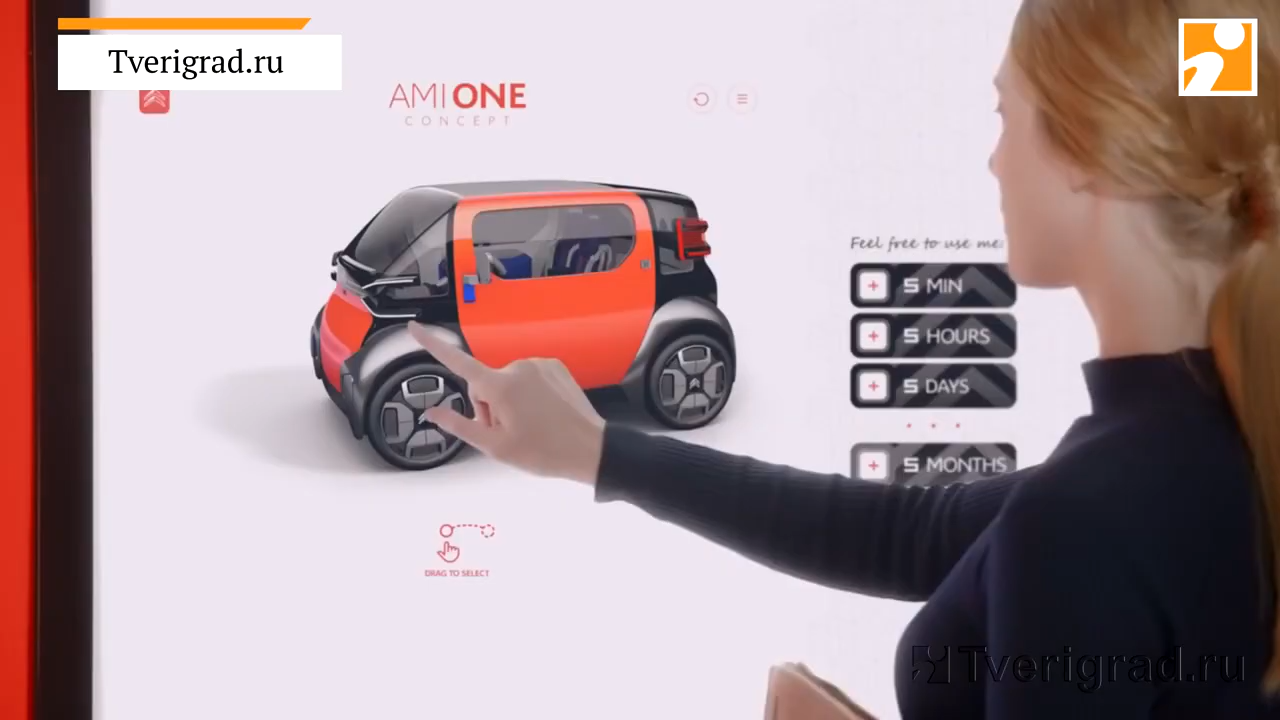 Tverigrad.ru
AMI ONE
CONCEPT
Feel free to use me:
+ 5 MIN
+ 5 HOURS
+ 5 DAYS
+ 5 MONTHS
DRAG TO SELECT
Tverigrad.ru